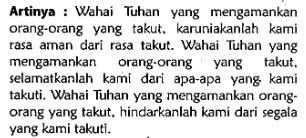 Artinya : Wahai Tuhan yang mengamankan
orang-orang yang takut, karuniakanlah kami
rasa aman dari rasa takut. Wahai Tuhan yang
mengamankan orang-orang yang takut,
selamatkanlah kami dari apa-apa yang kami
takuti. Wahai Tuhan yang mengamankan orang-
orang yang takut, hindarkanlah kami dari segala
yang kami takuti.